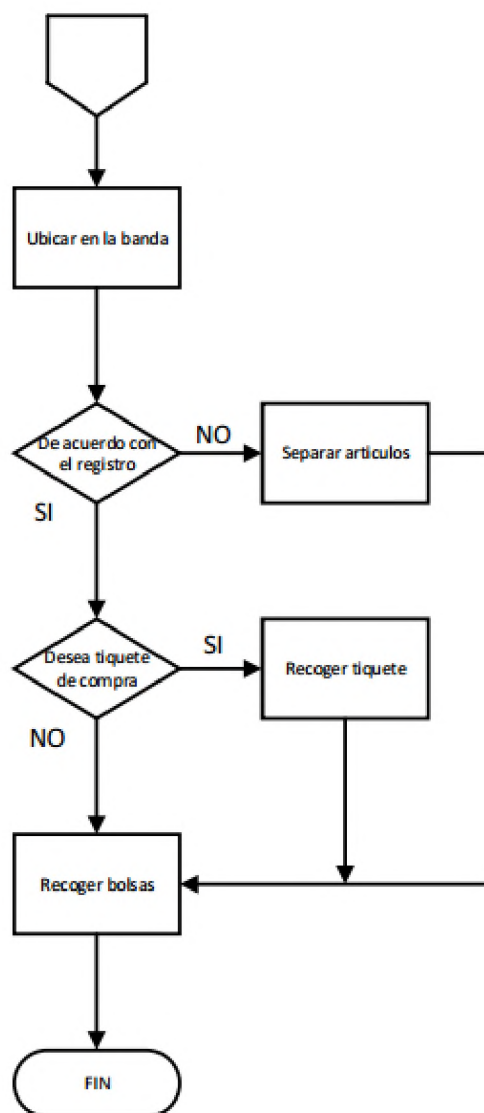 Ubicar en la banda
De acuerdo con
el registro
NO
Separar articulos
SI
Desea tiquete
de compra
SI
Recoger tiquete
NO
Recoger bolsas
FIN